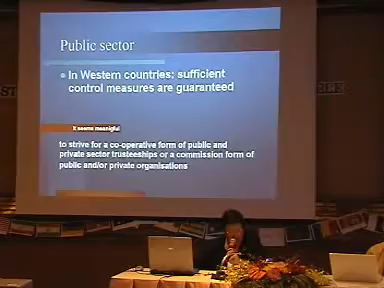 Public sector
In Western countries: sufficient
control measures are guaranteed
It seems meanigful
to strive for a co-operative form of public and
private sector trusteeships or a commission form of
public and/or private organisations